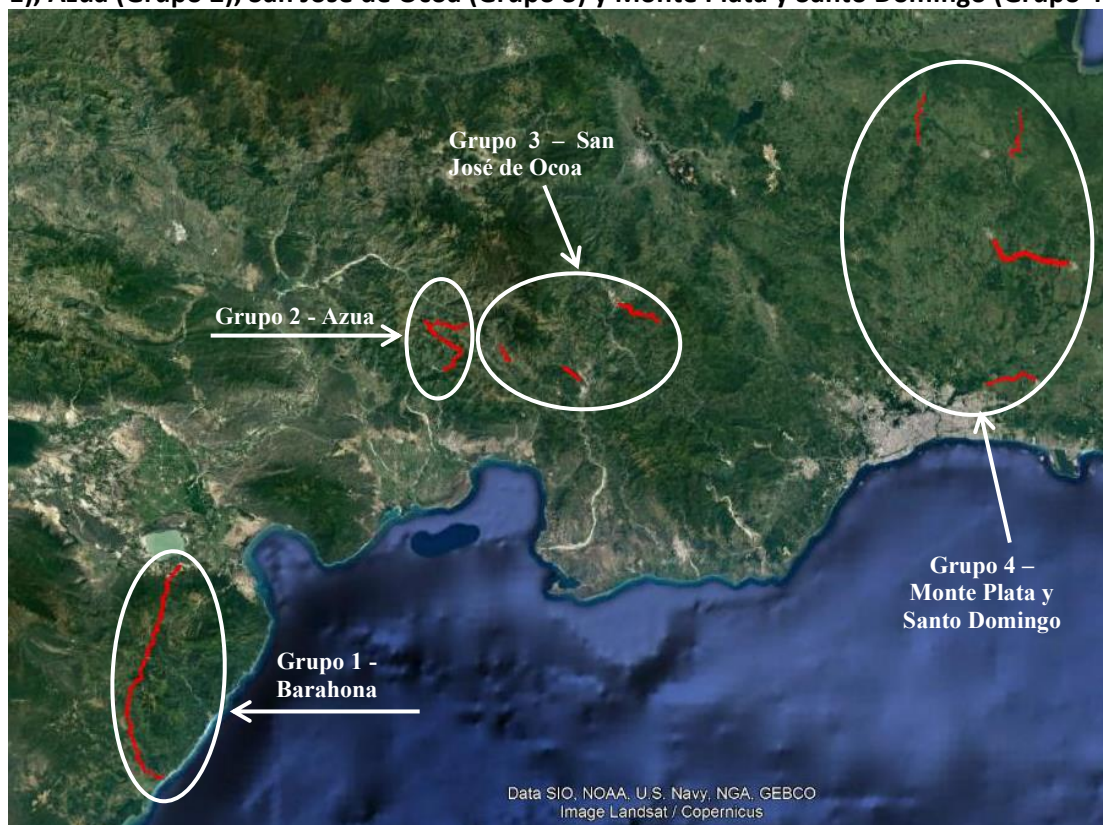 1), Azua (Grupo 2), San José de Ocoa (Grupo 3) y Monte Plata y Santo Domingo (Grupo 4
Grupo 3 – San
José de Ocoa
Grupo 2 - Azua
Grupo 4 –
Monte Plata y
Santo Domingo
Grupo 1 -
Barahona
Data SIO, NOAA, U.S. Navy, NGA, GEBCO
Image Landsat / Copernicus